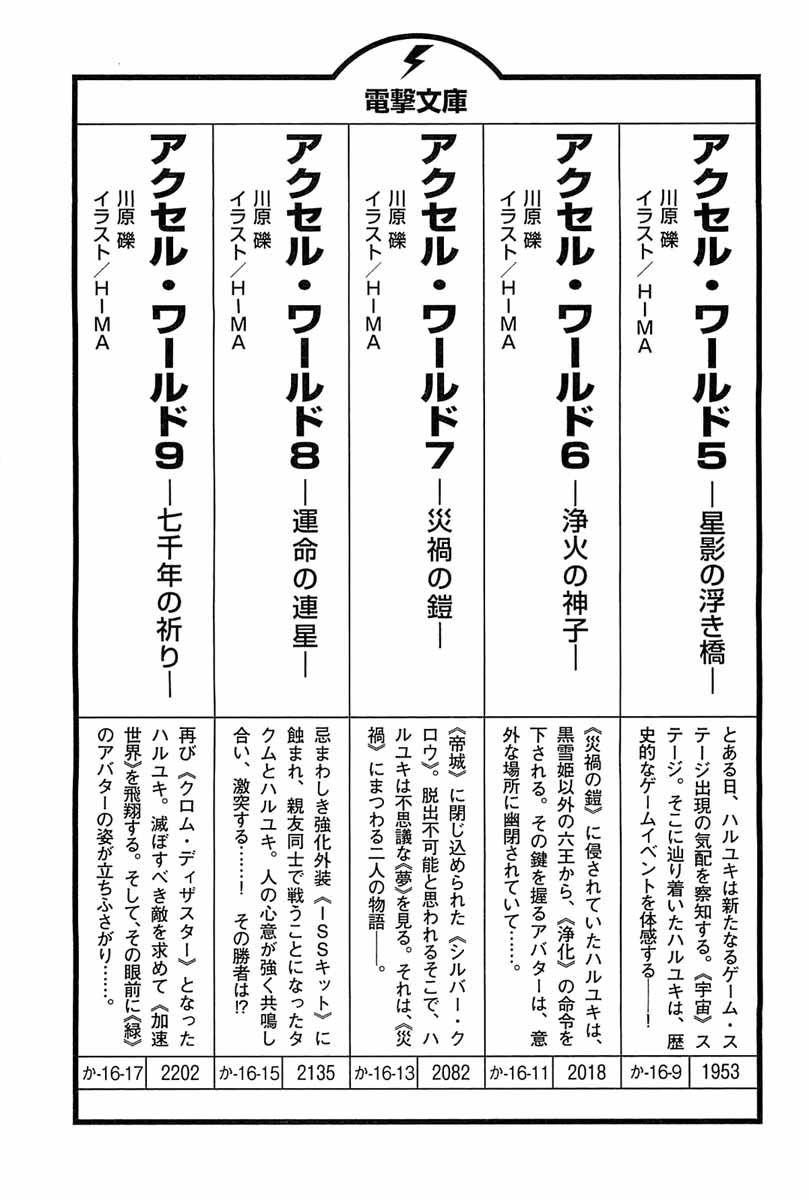 電撃文庫
アクセル・ワールド5 ―星影の浮き橋―
川原 礫
イラスト/HIMA
とある日、ハルユキは新たなるゲーム・ス
テージ出現の気配を察知する。《宇宙》ス
テージ。そこに辿り着いたハルユキは、歴
史的なゲームイベントを体感する――！
か-16-9
1953
アクセル・ワールド6 ―浄火の神子―
川原 礫
イラスト/HIMA
《災禍の鎧》に侵されていたハルユキは、
黒雪姫以外の六王から、《浄化》の命令を
下される。その鍵を握るアバターは、意
外な場所に幽閉されていて……。
か-16-11
2018
アクセル・ワールド7 ―災禍の鎧―
川原 礫
イラスト/HIMA
《帝城》に閉じ込められた《シルバー・ク
ロウ》。脱出不可能と思われるそこで、ハ
ルユキは不思議な《夢》を見る。それは、《災
禍》にまつわる二人の物語――。
か-16-13
2082
アクセル・ワールド8 ―運命の連星―
川原 礫
イラスト/HIMA
忌まわしき強化外装《ISSキット》に
蝕まれ、親友同士で戦うことになったタ
クムとハルユキ。人の心意が強く共鳴し
合い、激突する……！ その勝者は!?
か-16-15
2135
アクセル・ワールド9 ―七千年の祈り―
川原 礫
イラスト/HIMA
再び《クロム・ディザスター》となった
ハルユキ。滅ぼすべき敵を求めて《加速
世界》を飛翔する。そして、その眼前に《緑》
のアバターの姿が立ちふさがり……。
か-16-17
2202